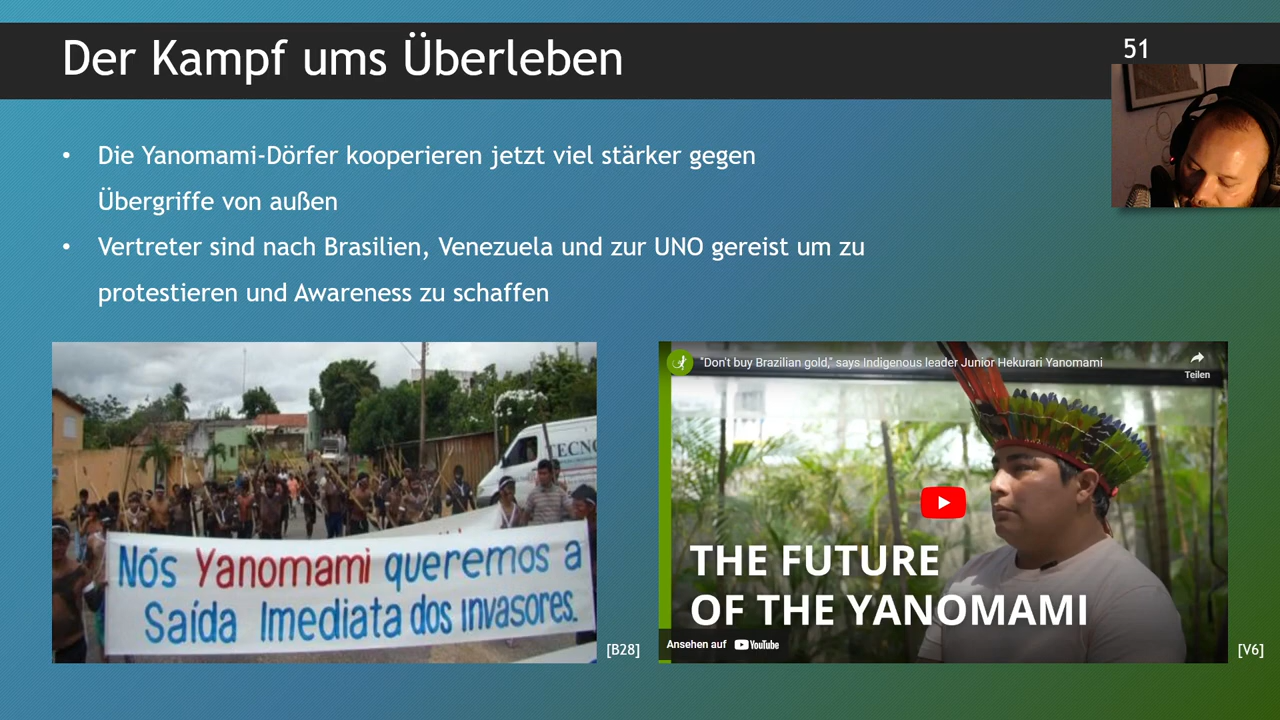 Der Kampf ums Überleben
51
• Die Yanomami-Dörfer kooperieren jetzt viel stärker gegen
Übergriffe von außen
• Vertreter sind nach Brasilien, Venezuela und zur UNO gereist um zu
protestieren und Awareness zu schaffen
TECNO
Nós Yanomami queremos a
Saída Imediata dos invasores.
[B28]
"Don't buy Brazilian gold," says Indigenous leader Junior Hekurari Yanomami
Teilen
THE FUTURE
OF THE YANOMAMI
Ansehen auf YouTube
[V6]